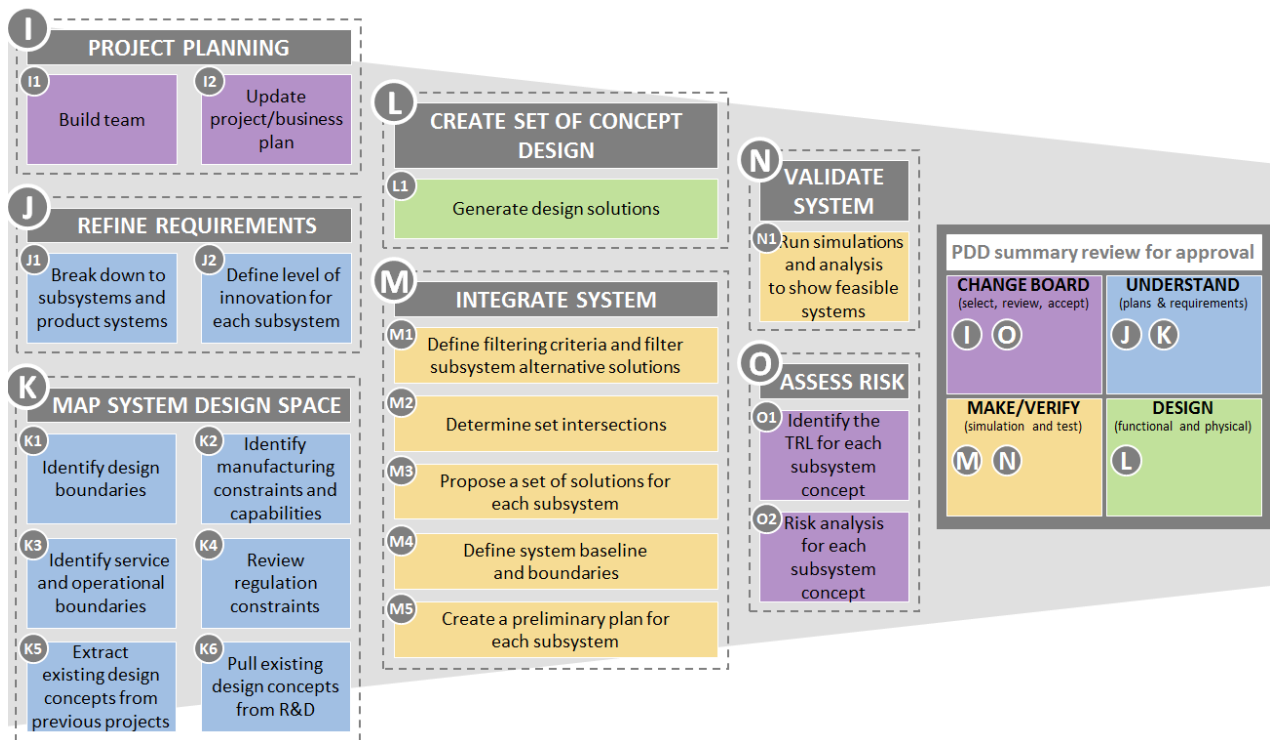 I
PROJECT PLANNING
I1
Build team
I2
Update
project/business
plan
J
REFINE REQUIREMENTS
J1
Break down to
subsystems and
product systems
J2
Define level of
innovation for
each subsystem
K
MAP SYSTEM DESIGN SPACE
K1
Identify design
boundaries
K2
Identify
manufacturing
constraints and
capabilities
K3
Identify service
and operational
boundaries
K4
Review
regulation
constraints
K5
Extract
existing design
concepts from
previous projects
K6
Pull existing
design concepts
from R&D
L
CREATE SET OF CONCEPT
DESIGN
L1
Generate design solutions
M
INTEGRATE SYSTEM
M1
Define filtering criteria and filter
subsystem alternative solutions
M2
Determine set intersections
M3
Propose a set of solutions for
each subsystem
M4
Define system baseline
and boundaries
M5
Create a preliminary plan for
each subsystem
N
VALIDATE
SYSTEM
N1
Run simulations
and analysis
to show feasible
systems
O
ASSESS RISK
O1
Identify the
TRL for each
subsystem
concept
O2
Risk analysis
for each
subsystem
concept
PDD summary review for approval
CHANGE BOARD
(select, review, accept)
I O
UNDERSTAND
(plans & requirements)
J K
MAKE/VERIFY
(simulation and test)
M N
DESIGN
(functional and physical)
L